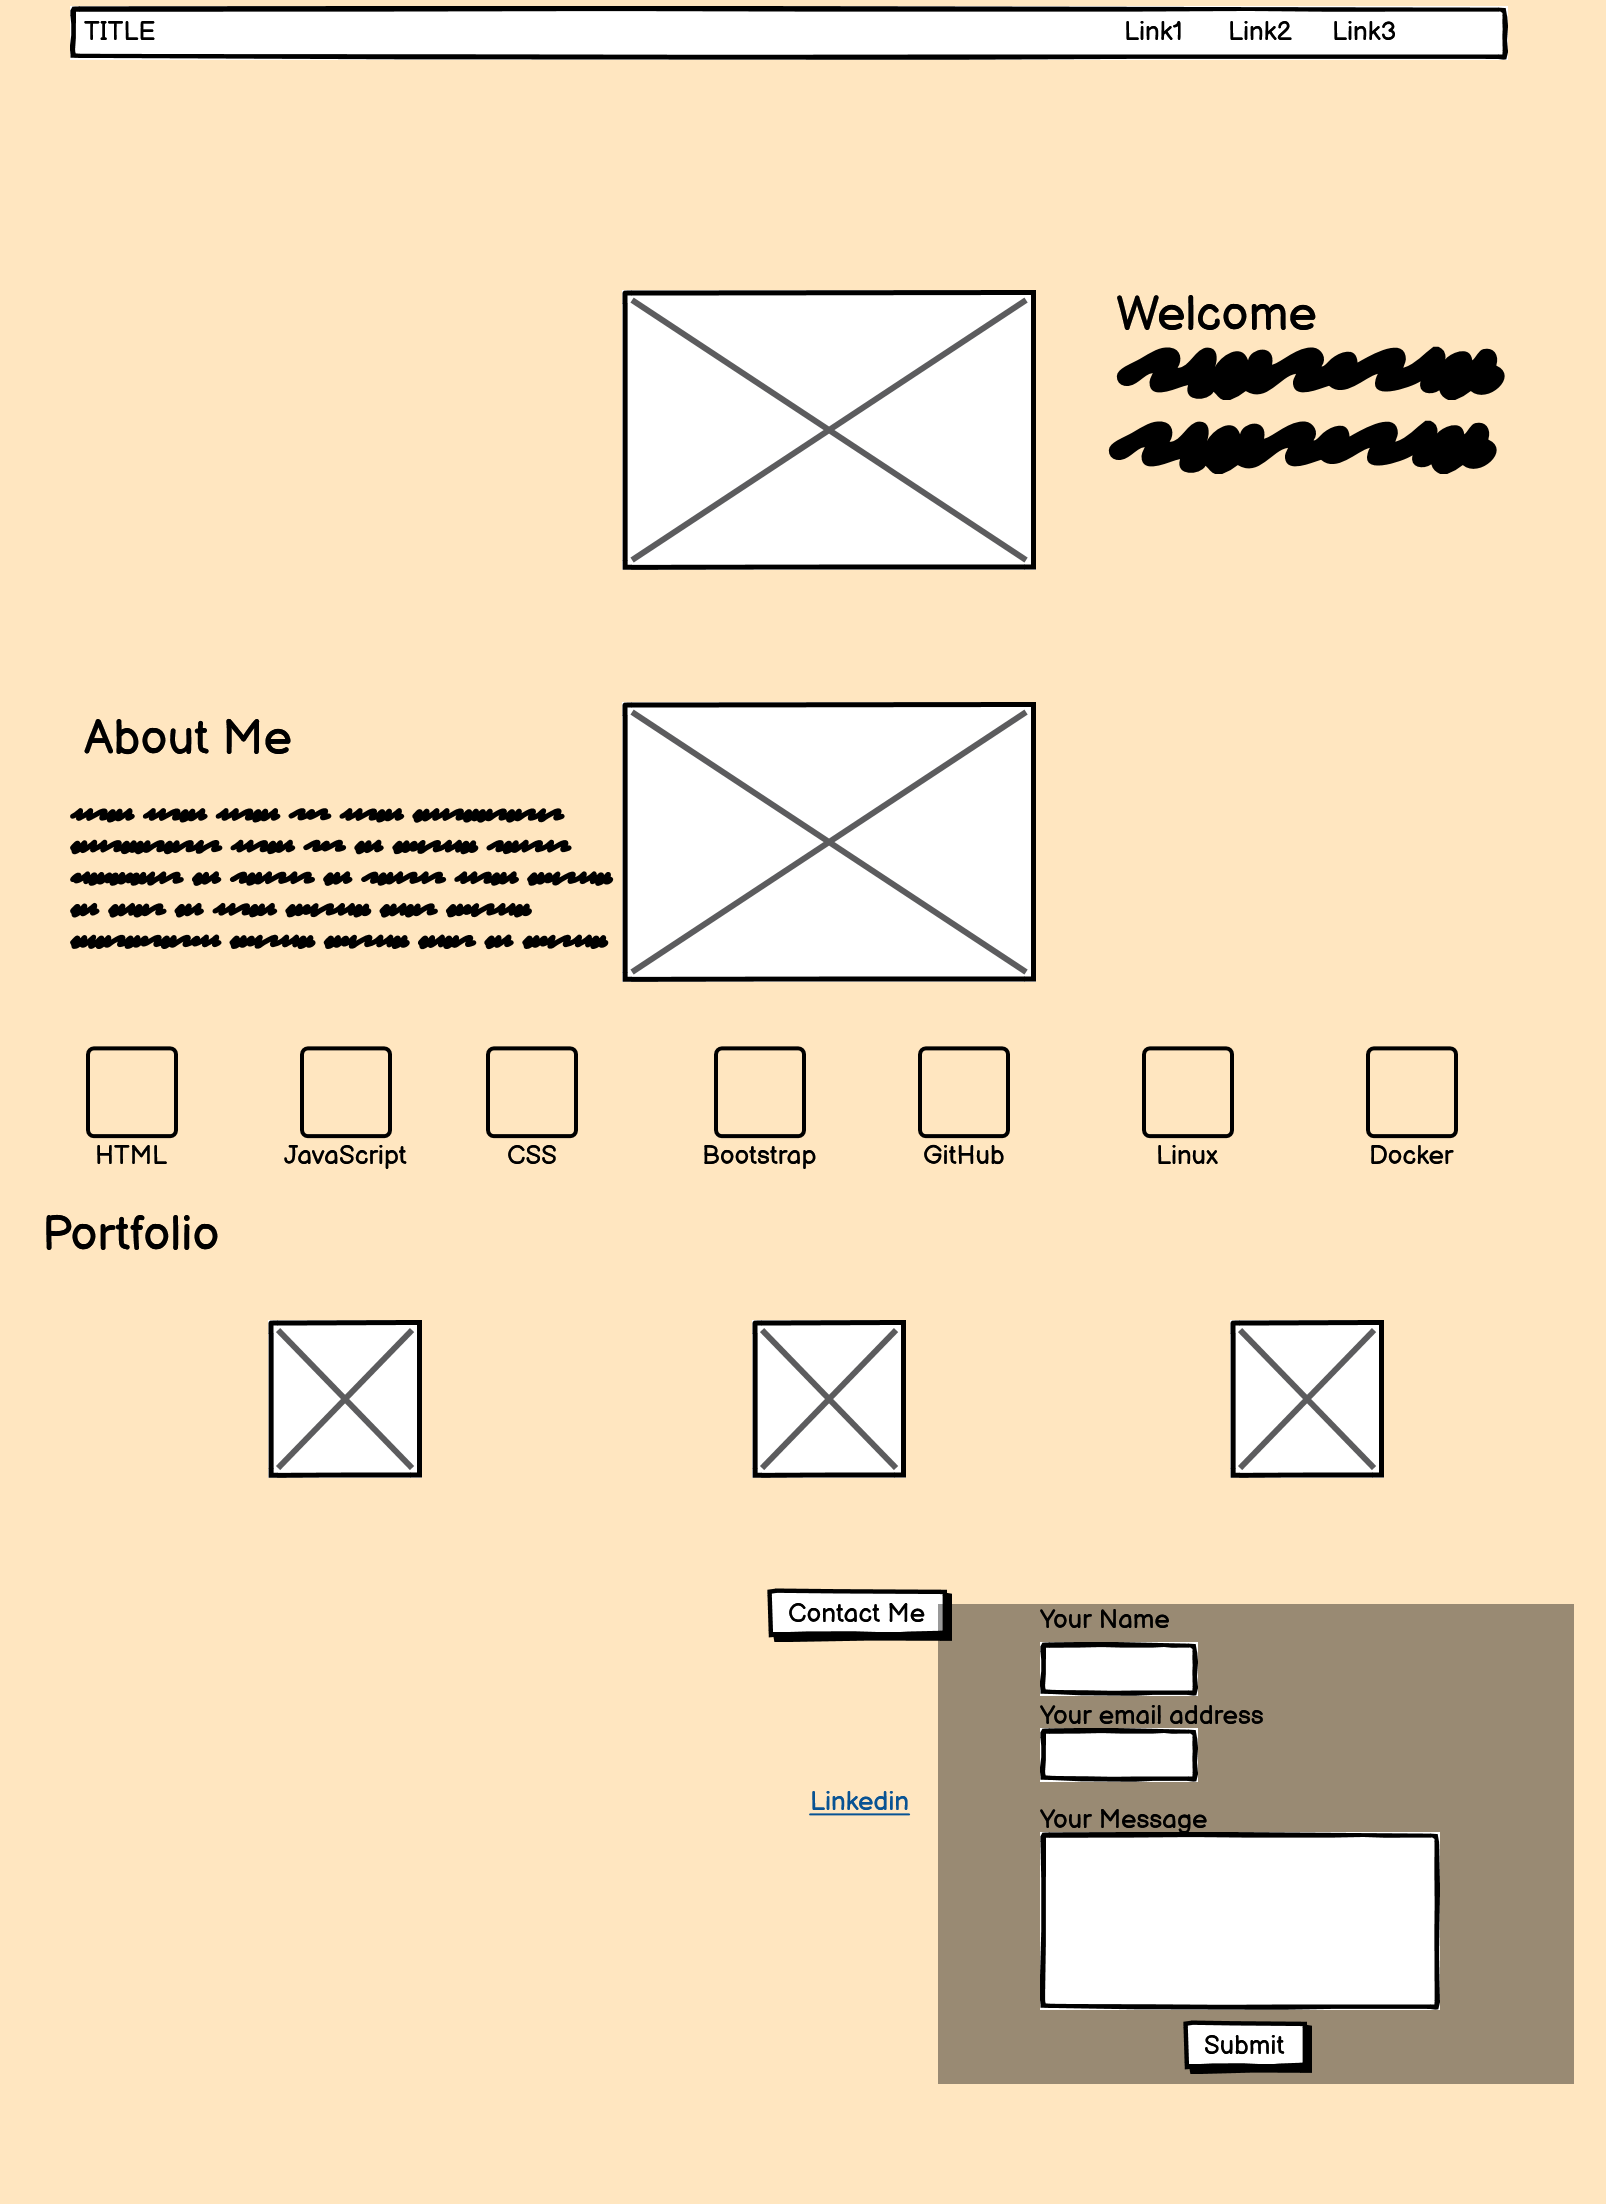 TITLE
Link1 Link2 Link3
Welcome
About Me
HTML JavaScript CSS Bootstrap GitHub Linux Docker
Portfolio
Contact Me
Your Name
Your email address
Linkedin
Your Message
Submit